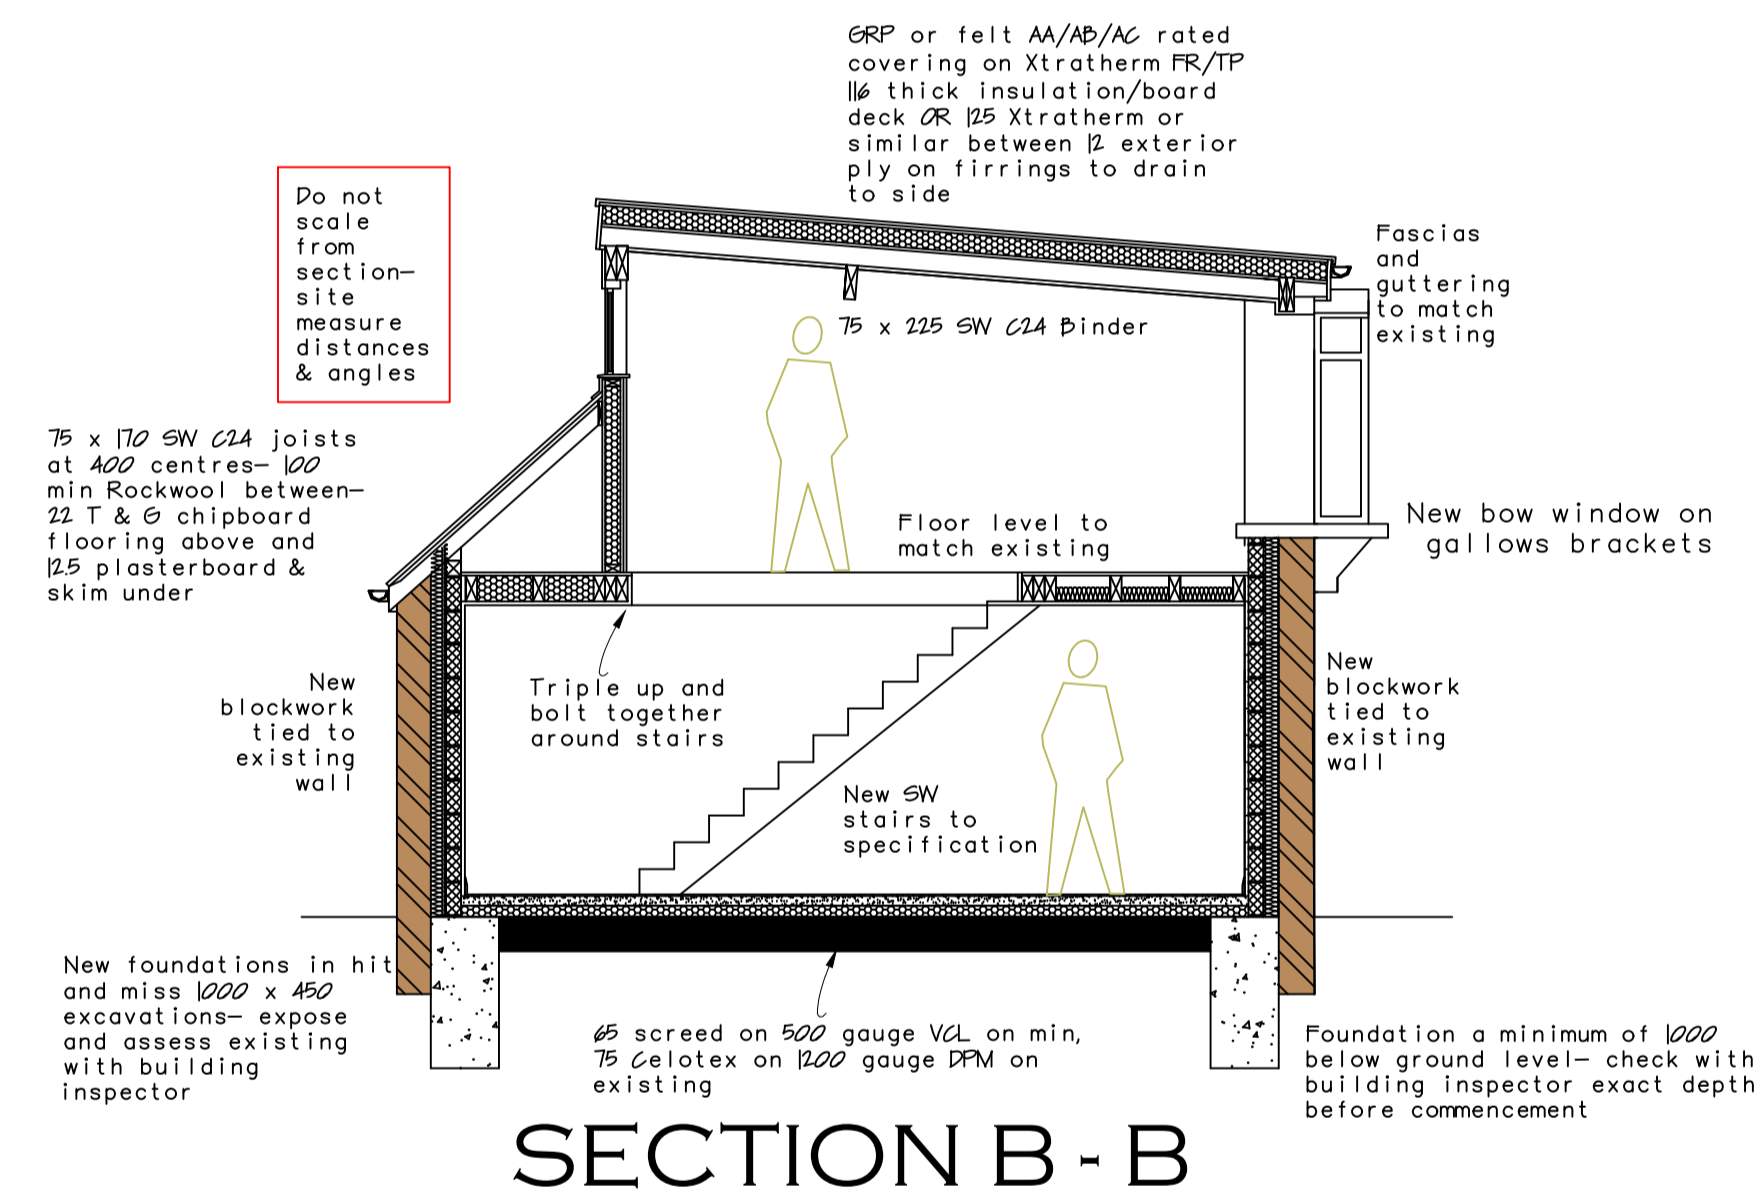 GRP or felt AA/AB/AC rated
covering on Xtratherm FR/TP
116 thick insulation/board
deck OR 125 Xtratherm or
similar between 12 exterior
ply on firrings to drain
to side
Do not
scale
from
section-
site
measure
distances
& angles
Fascias
and
guttering
to match
existing
75 x 225 SW C24 Binder
75 x 170 SW C24 joists
at 400 centres- 100
min Rockwool between-
22 T & G chipboard
flooring above and
12.5 plasterboard &
skim under
Floor level to
match existing
New bow window on
gallows brackets
New
blockwork
tied to
existing
wall
Triple up and
bolt together
around stairs
New SW
stairs to
specification
New
blockwork
tied to
existing
wall
New foundations in hit
and miss 1000 x 450
excavations- expose
and assess existing
with building
inspector
65 screed on 500 gauge VCL on min,
75 Celotex on 1200 gauge DPM on
existing
Foundation a minimum of 1000
below ground level- check with
building inspector exact depth
before commencement
SECTION B - B